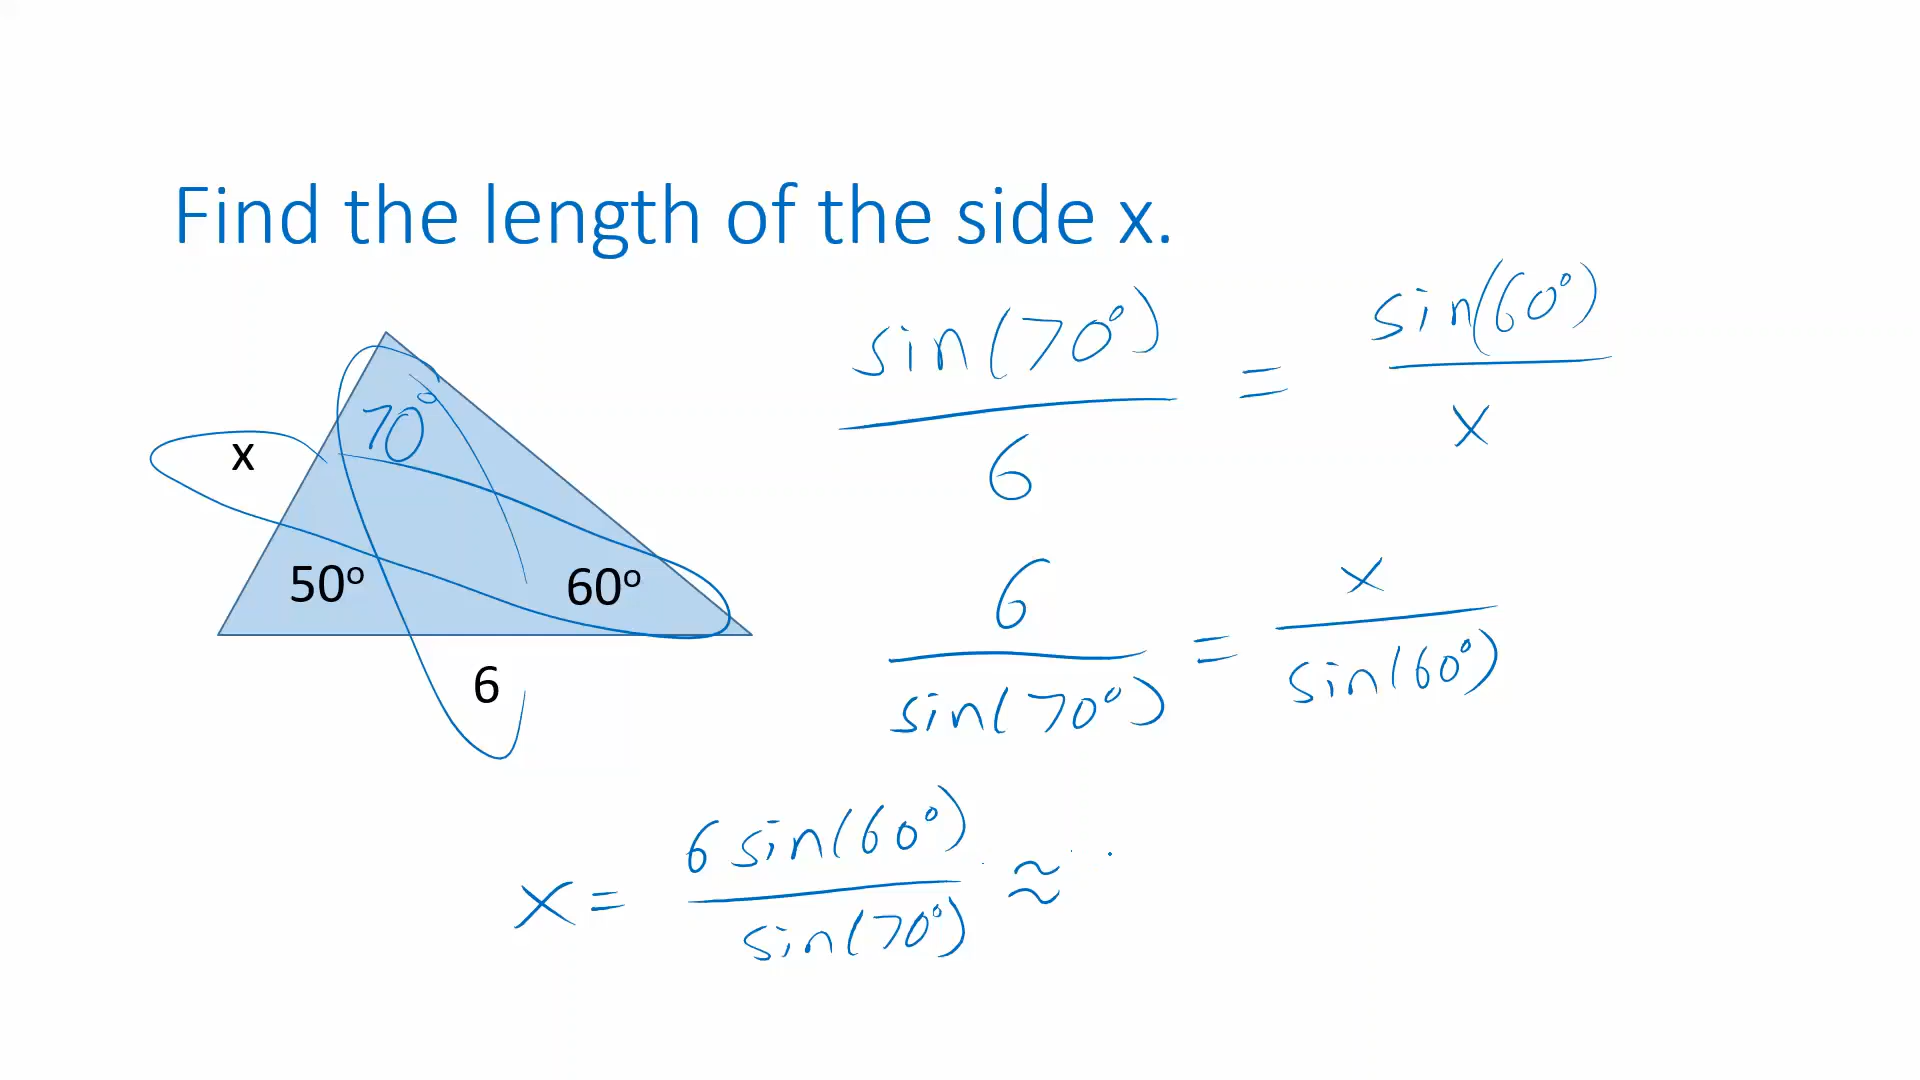 Find the length of the side x.
sin(70°)/6 = sin(60°)/x
70°
x
50° 60°
6
6/sin(70°) = x/sin(60°)
x = 6 sin(60°)/sin(70°) ≈